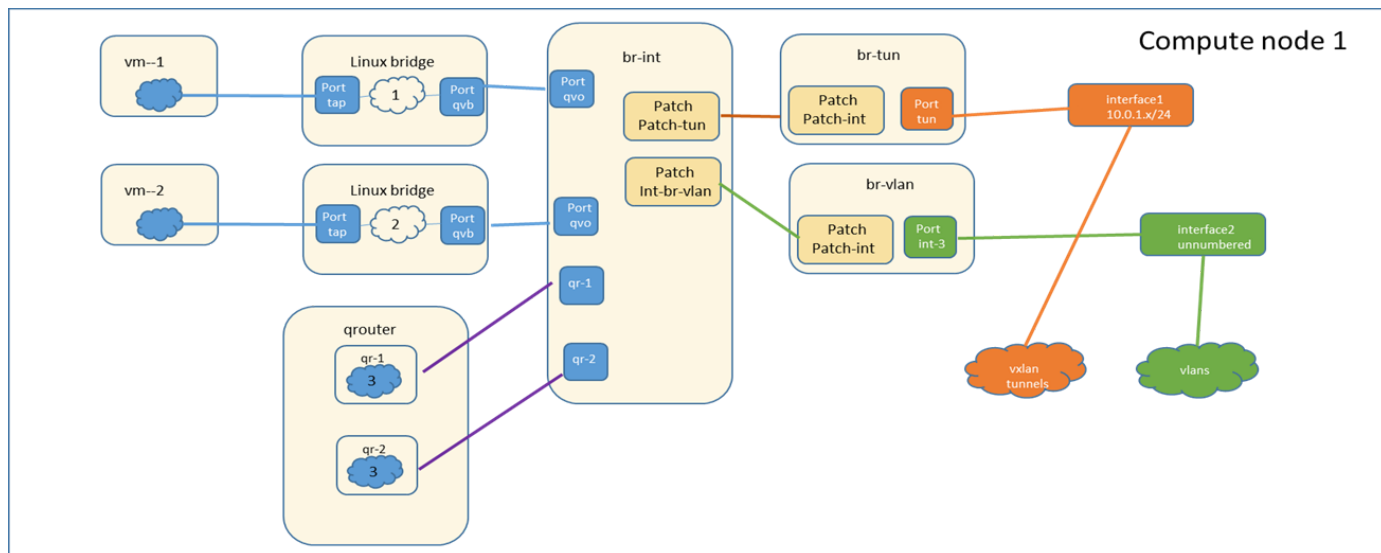 Compute node 1
vm--1
Linux bridge
Port
tap
1
Port
qvb
br-int
Port
qvo
Patch
Patch-tun
br-tun
Patch
Patch-int
Port
tun
interface1
10.0.1.x/24
vm--2
Linux bridge
Port
tap
2
Port
qvb
Port
qvo
Patch
Int-br-vlan
br-vlan
Patch
Patch-int
Port
int-3
interface2
unnumbered
qrouter
qr-1
3
qr-2
3
qr-1
qr-2
vxlan
tunnels
vlans